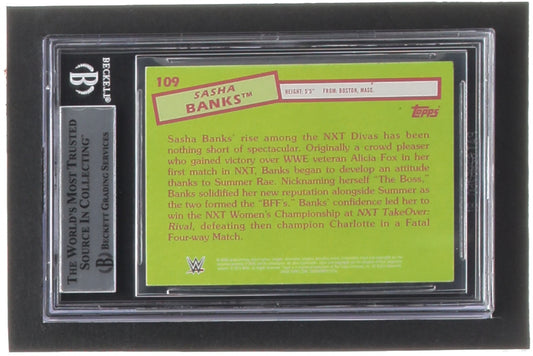 BECKETT
B
THE WORLD'S MOST TRUSTED
SOURCE IN COLLECTING™
B Beckett Grading Services
109
SASHA
BANKS™
HEIGHT: 5'5" FROM: BOSTON, MASS.
Topps
Sasha Banks' rise among the NXT Divas has been
nothing short of spectacular. Originally a crowd pleaser
who gained victory over WWE veteran Alicia Fox in her
first match in NXT, Banks began to develop an attitude
thanks to Summer Rae. Nicknaming herself "The Boss,"
Banks solidified her new reputation alongside Summer as
the two formed the "BFF's." Banks' confidence led her to
win the NXT Women's Championship at NXT TakeOver:
Rival, defeating then champion Charlotte in a Fatal
Four-way Match.
W